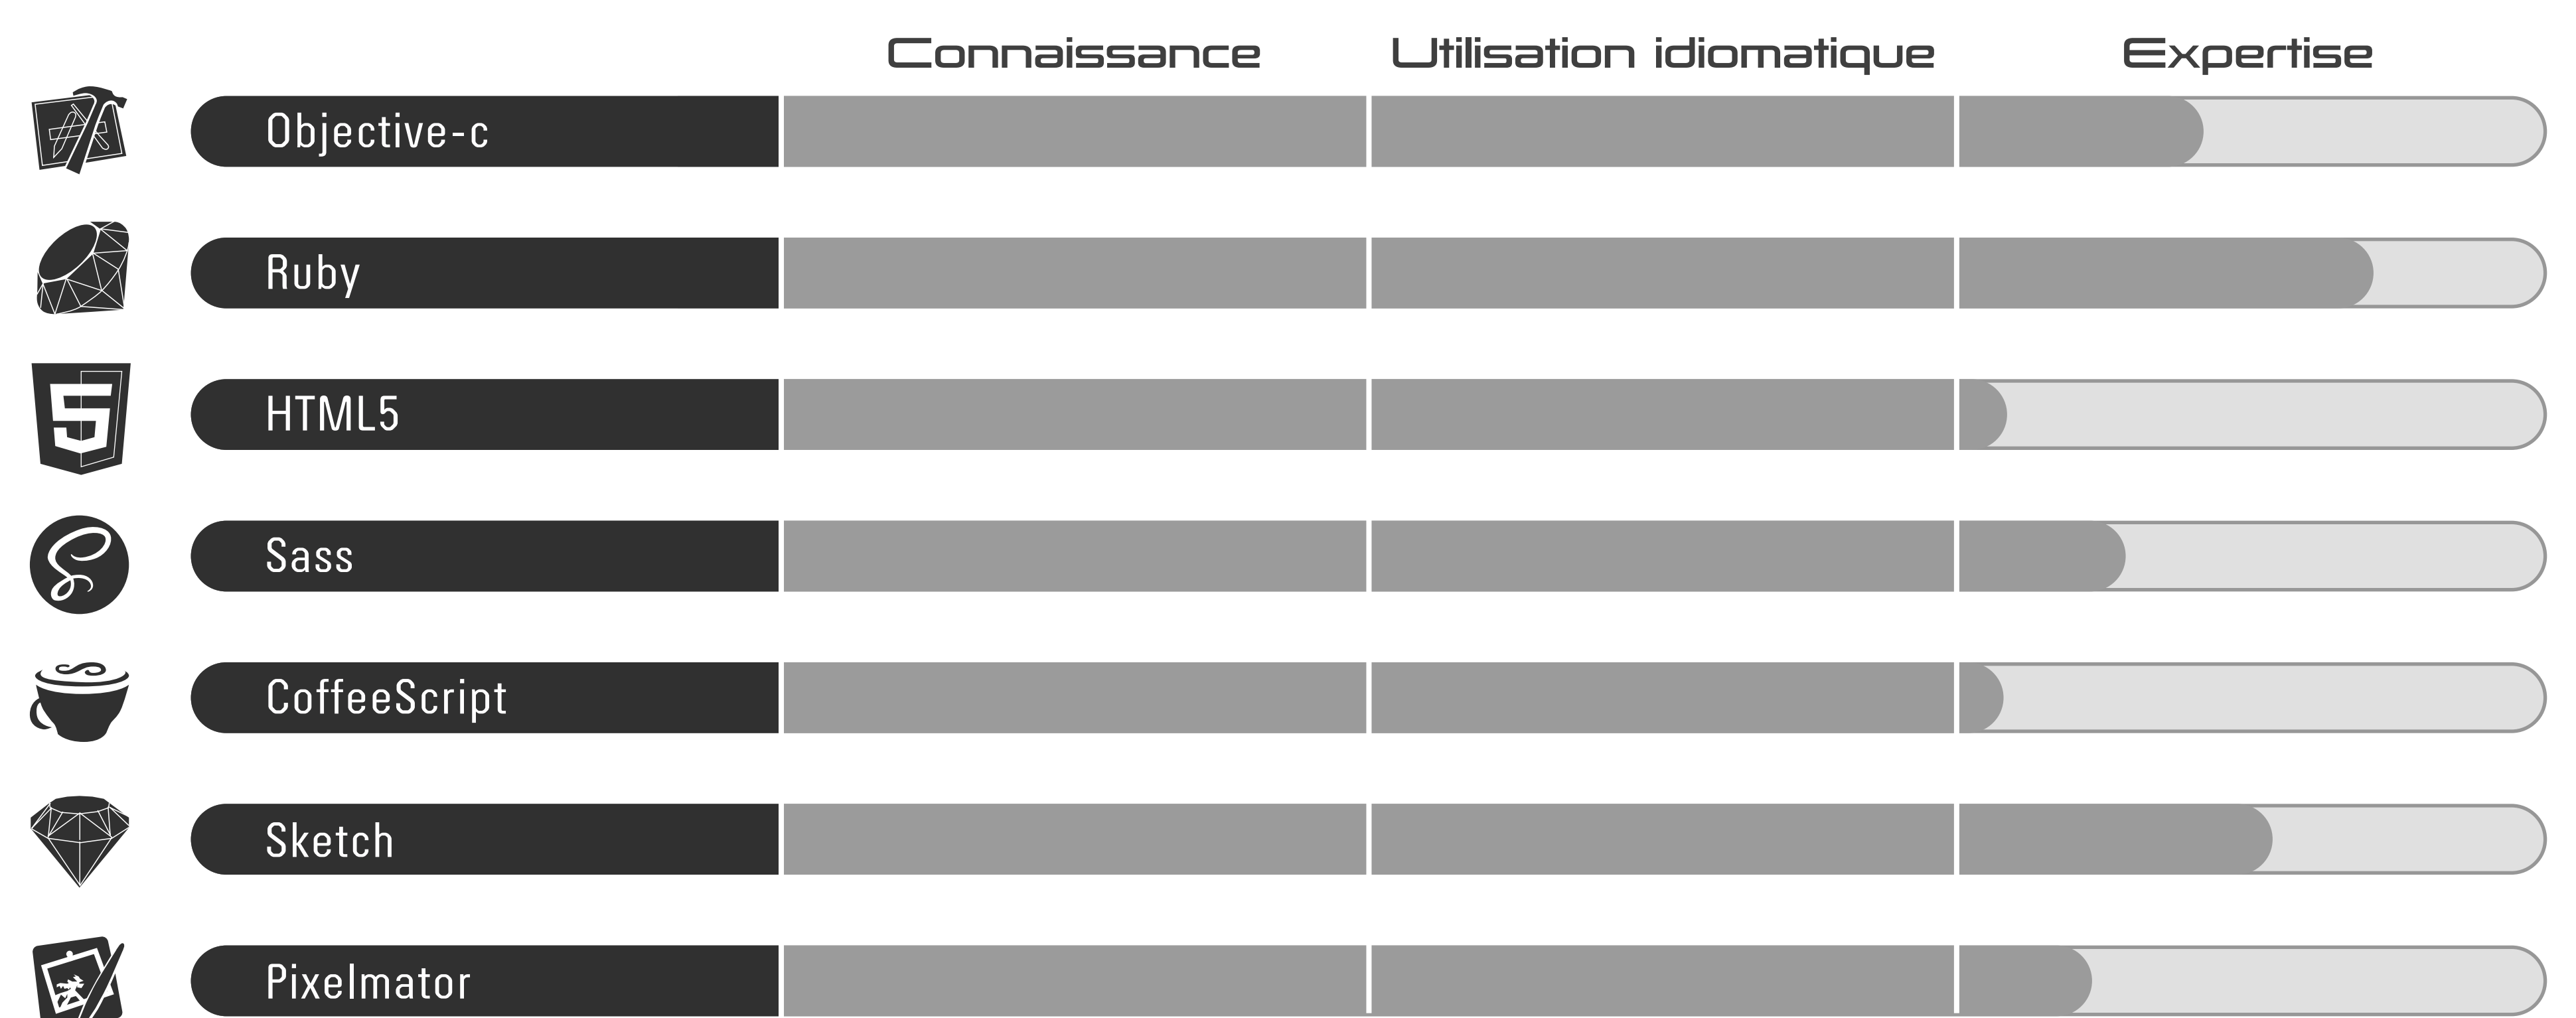 Connaissance Utilisation idiomatique Expertise
Objective-c
Ruby
HTML5
Sass
CoffeeScript
Sketch
Pixelmator